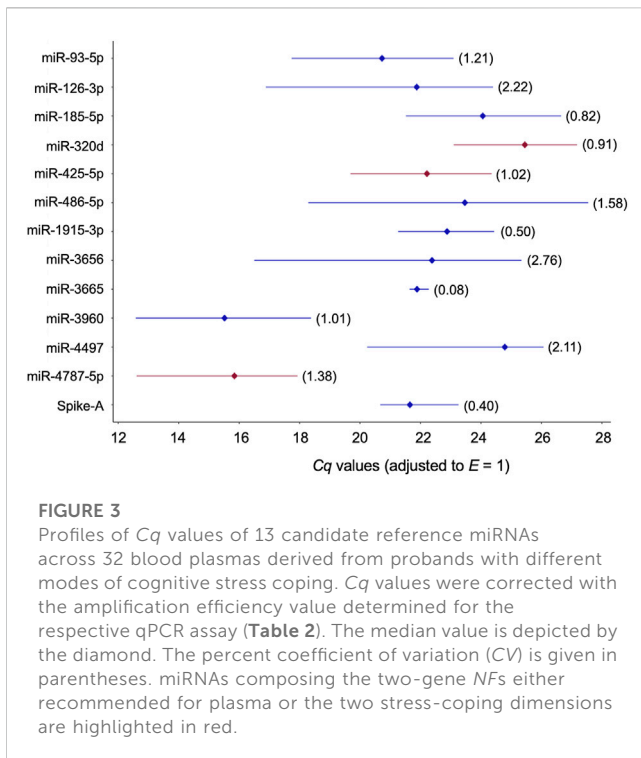 miR-93-5p (1.21)
miR-126-3p (2.22)
miR-185-5p (0.82)
miR-320d (0.91)
miR-425-5p (1.02)
miR-486-5p (1.58)
miR-1915-3p (0.50)
miR-3656 (2.76)
miR-3665 (0.08)
miR-3960 (1.01)
miR-4497 (2.11)
miR-4787-5p (1.38)
Spike-A (0.40)
12 14 16 18 20 22 24 26 28
Cq values (adjusted to E = 1)
FIGURE 3
Profiles of Cq values of 13 candidate reference miRNAs
across 32 blood plasmas derived from probands with different
modes of cognitive stress coping. Cq values were corrected with
the amplification efficiency value determined for the
respective qPCR assay (Table 2). The median value is depicted by
the diamond. The percent coefficient of variation (CV) is given in
parentheses. miRNAs composing the two-gene NFs either
recommended for plasma or the two stress-coping dimensions
are highlighted in red.